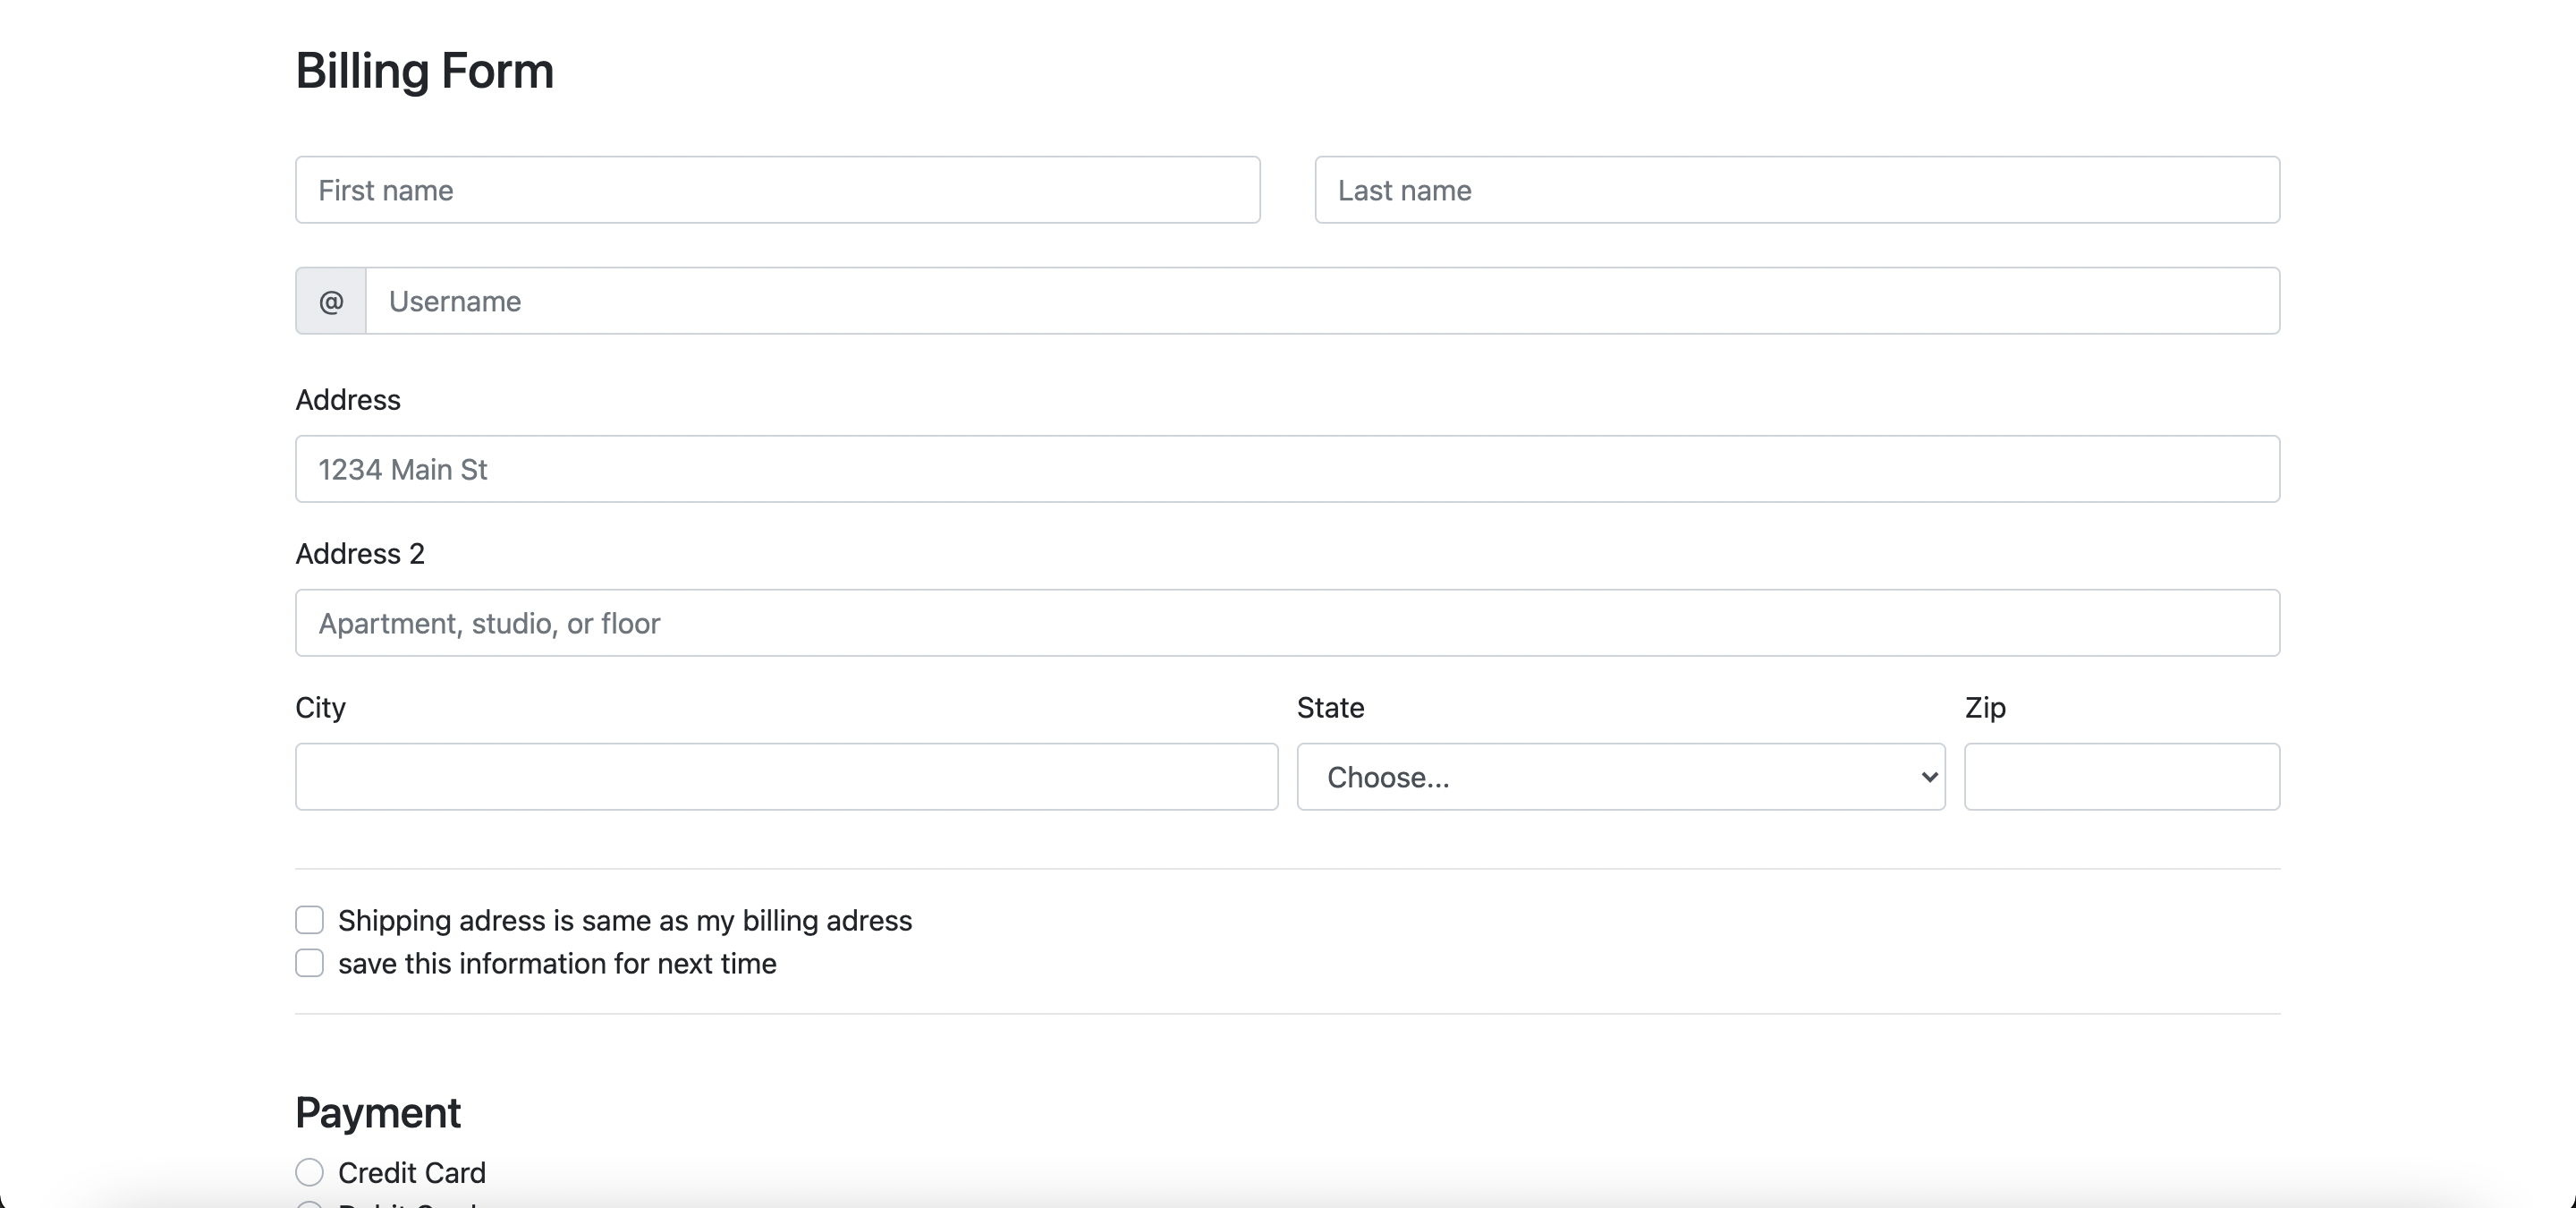 Billing Form
First name Last name
@ Username
Address
1234 Main St
Address 2
Apartment, studio, or floor
City State Zip
Choose...
Shipping adress is same as my billing adress
save this information for next time
Payment
Credit Card